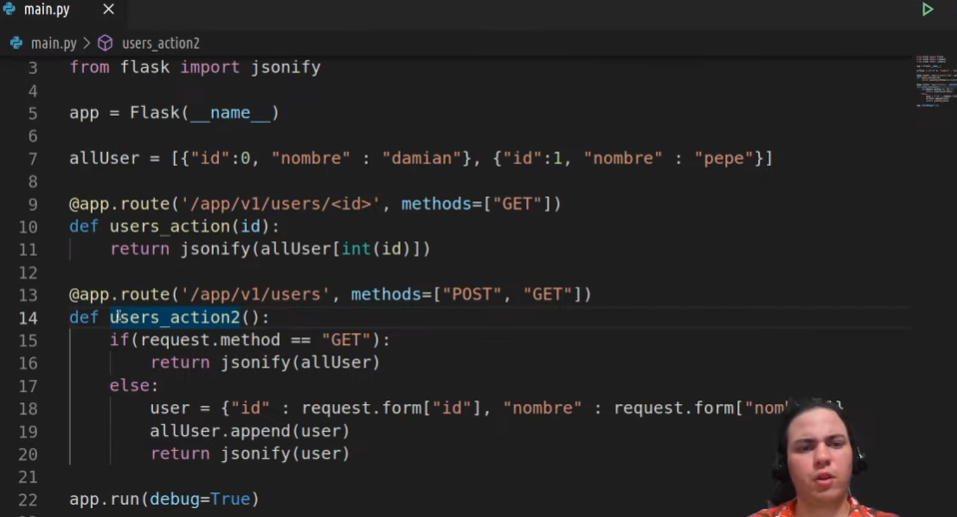 main.py
main.py > users_action2
3 from flask import jsonify
4
5 app = Flask(__name__)
6
7 allUser = [{"id":0, "nombre" : "damian"}, {"id":1, "nombre" : "pepe"}]
8
9 @app.route('/app/v1/users/<id>', methods=["GET"])
10 def users_action(id):
11 return jsonify(allUser[int(id)])
12
13 @app.route('/app/v1/users', methods=["POST", "GET"])
14 def users_action2():
15 if(request.method == "GET"):
16 return jsonify(allUser)
17 else:
18 user = {"id" : request.form["id"], "nombre" : request.form["nom }
19 allUser.append(user)
20 return jsonify(user)
21
22 app.run(debug=True)